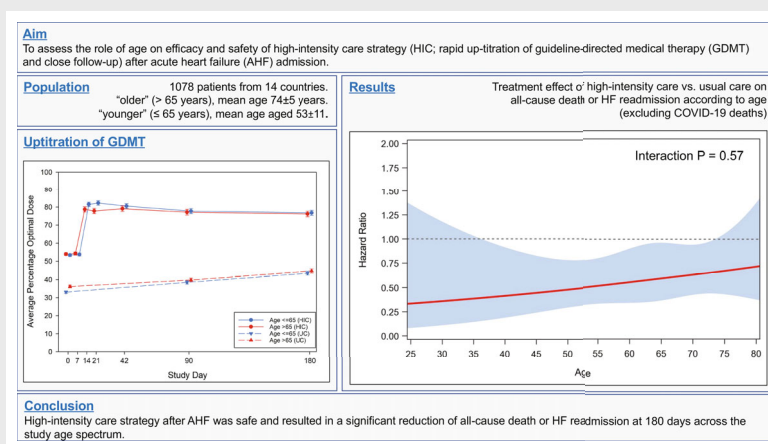 Aim
To assess the role of age on efficacy and safety of high-intensity care strategy (HIC; rapid up-titration of guideline-directed medical therapy (GDMT)
and close follow-up) after acute heart failure (AHF) admission.
Population
1078 patients from 14 countries.
“older” (> 65 years), mean age 74±5 years.
“younger” (≤ 65 years), mean age aged 53±11.
Uptitration of GDMT
Average Percentage Optimal Dose
100
90
80
70
60
50
40
30
20
10
0
0 7 14 21 42 90 180
Study Day
Age <=65 (HIC)
Age >65 (HIC)
Age <=65 (UC)
Age >65 (UC)
Results
Treatment effect of high-intensity care vs. usual care on
all-cause death or HF readmission according to age
(excluding COVID-19 deaths)
Interaction P = 0.57
Hazard Ratio
2.00
1.75
1.50
1.25
1.00
0.75
0.50
0.25
0.00
25 30 35 40 45 50 55 60 65 70 75 80
Age
Conclusion
High-intensity care strategy after AHF was safe and resulted in a significant reduction of all-cause death or HF readmission at 180 days across the
study age spectrum.